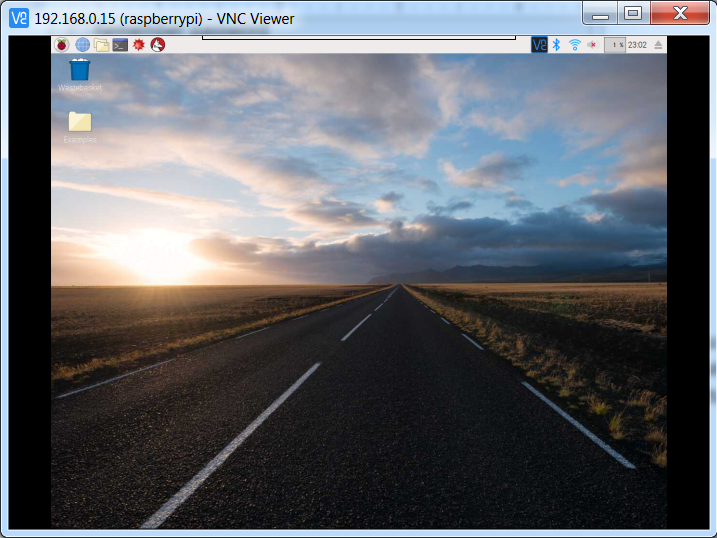 192.168.0.15 (raspberrypi) - VNC Viewer
1 % 23:02
Wastebasket
Examples